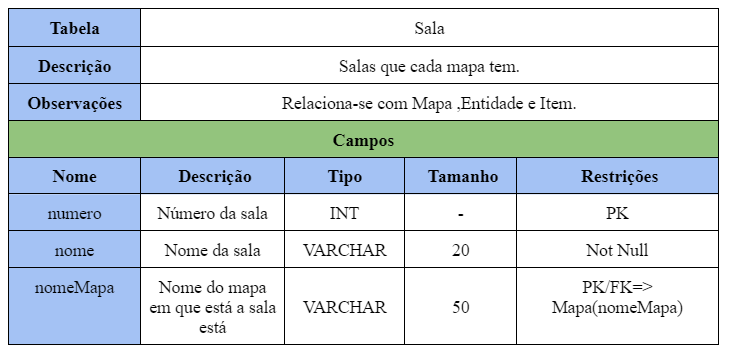 Tabela Sala
Descrição Salas que cada mapa tem.
Observações Relaciona-se com Mapa ,Entidade e Item.
Campos
Nome Descrição Tipo Tamanho Restrições
numero Número da sala INT - PK
nome Nome da sala VARCHAR 20 Not Null
nomeMapa Nome do mapa
em que está a sala
está
VARCHAR 50 PK/FK=>
Mapa(nomeMapa)